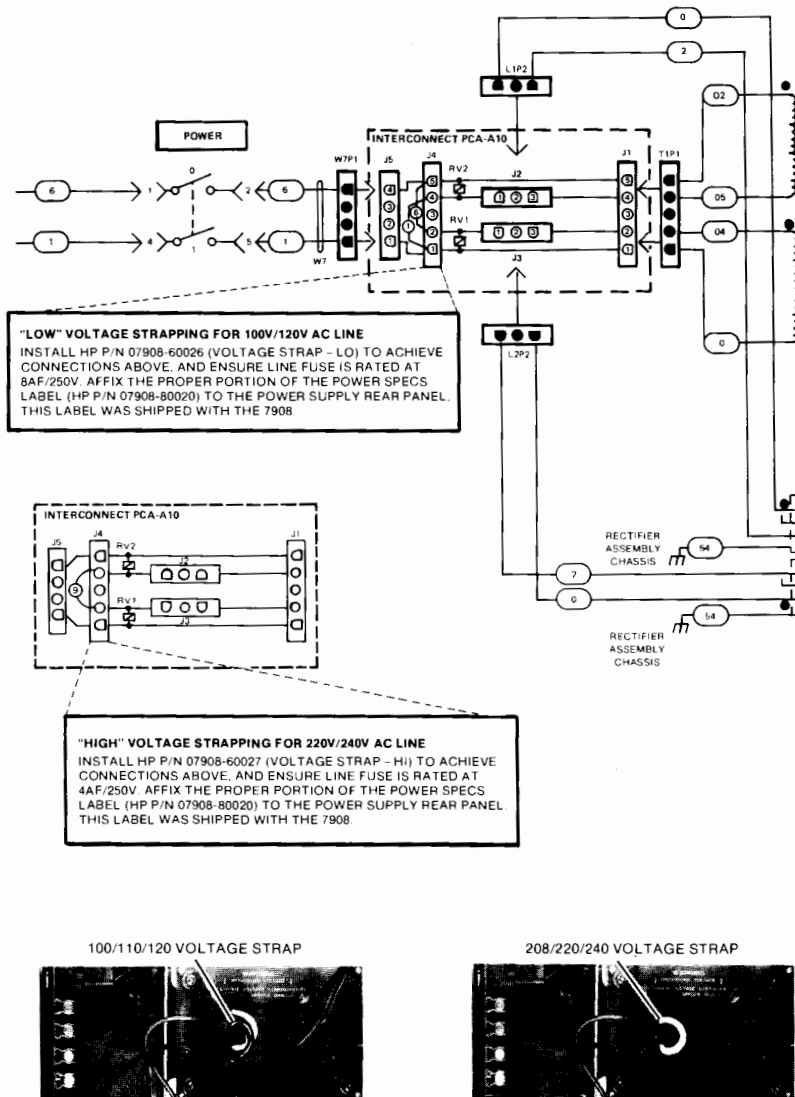 0
2
L1P2
02
POWER
INTERCONNECT PCA-A10
W7P1
J5
J4
RV2
J2
J1
T1P1
0
6
1
2
6
4
3
2
1
6
1
5
4
3
2
1
1 2 3
RV1
1 2 3
J3
5
4
3
2
1
05
04
1
4
1
5
1
W7
L2P2
0
"LOW" VOLTAGE STRAPPING FOR 100V/120V AC LINE
INSTALL HP P/N 07908-60026 (VOLTAGE STRAP – LO) TO ACHIEVE
CONNECTIONS ABOVE, AND ENSURE LINE FUSE IS RATED AT
8AF/250V. AFFIX THE PROPER PORTION OF THE POWER SPECS
LABEL (HP P/N 07908-80020) TO THE POWER SUPPLY REAR PANEL.
THIS LABEL WAS SHIPPED WITH THE 7908.
INTERCONNECT PCA-A10
J5
J4
RV2
J2
J1
9
RV1
J3
RECTIFIER
ASSEMBLY
CHASSIS
54
7
0
54
RECTIFIER
ASSEMBLY
CHASSIS
"HIGH" VOLTAGE STRAPPING FOR 220V/240V AC LINE
INSTALL HP P/N 07908-60027 (VOLTAGE STRAP – HI) TO ACHIEVE
CONNECTIONS ABOVE, AND ENSURE LINE FUSE IS RATED AT
4AF/250V. AFFIX THE PROPER PORTION OF THE POWER SPECS
LABEL (HP P/N 07908-80020) TO THE POWER SUPPLY REAR PANEL.
THIS LABEL WAS SHIPPED WITH THE 7908.
100/110/120 VOLTAGE STRAP
208/220/240 VOLTAGE STRAP